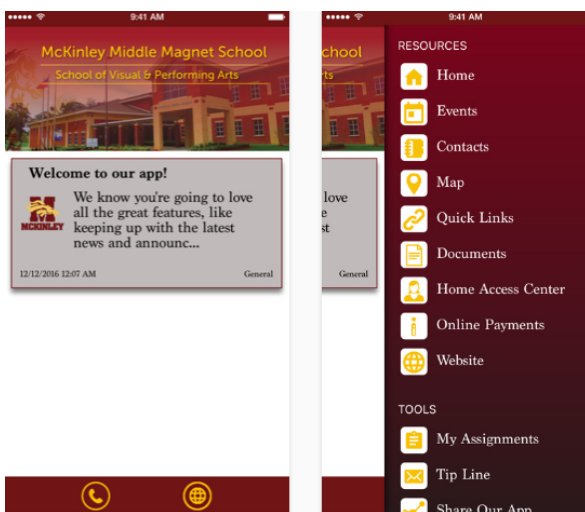 9:41 AM
McKinley Middle Magnet School
School of Visual & Performing Arts
Welcome to our app!
We know you're going to love
all the great features, like
keeping up with the latest
news and announc...
MCKINLEY
12/12/2016 12:07 AM
General
9:41 AM
chool
rts
love
e
st
General
RESOURCES
Home
Events
Contacts
Map
Quick Links
Documents
Home Access Center
Online Payments
Website
TOOLS
My Assignments
Tip Line
Share Our App